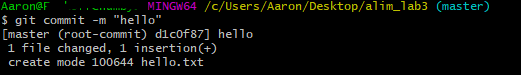 Aaron@F MINGW64 /c/Users/Aaron/Desktop/alim_lab3 (master)
$ git commit -m "hello"
[master (root-commit) d1c0f87] hello
1 file changed, 1 insertion(+)
create mode 100644 hello.txt